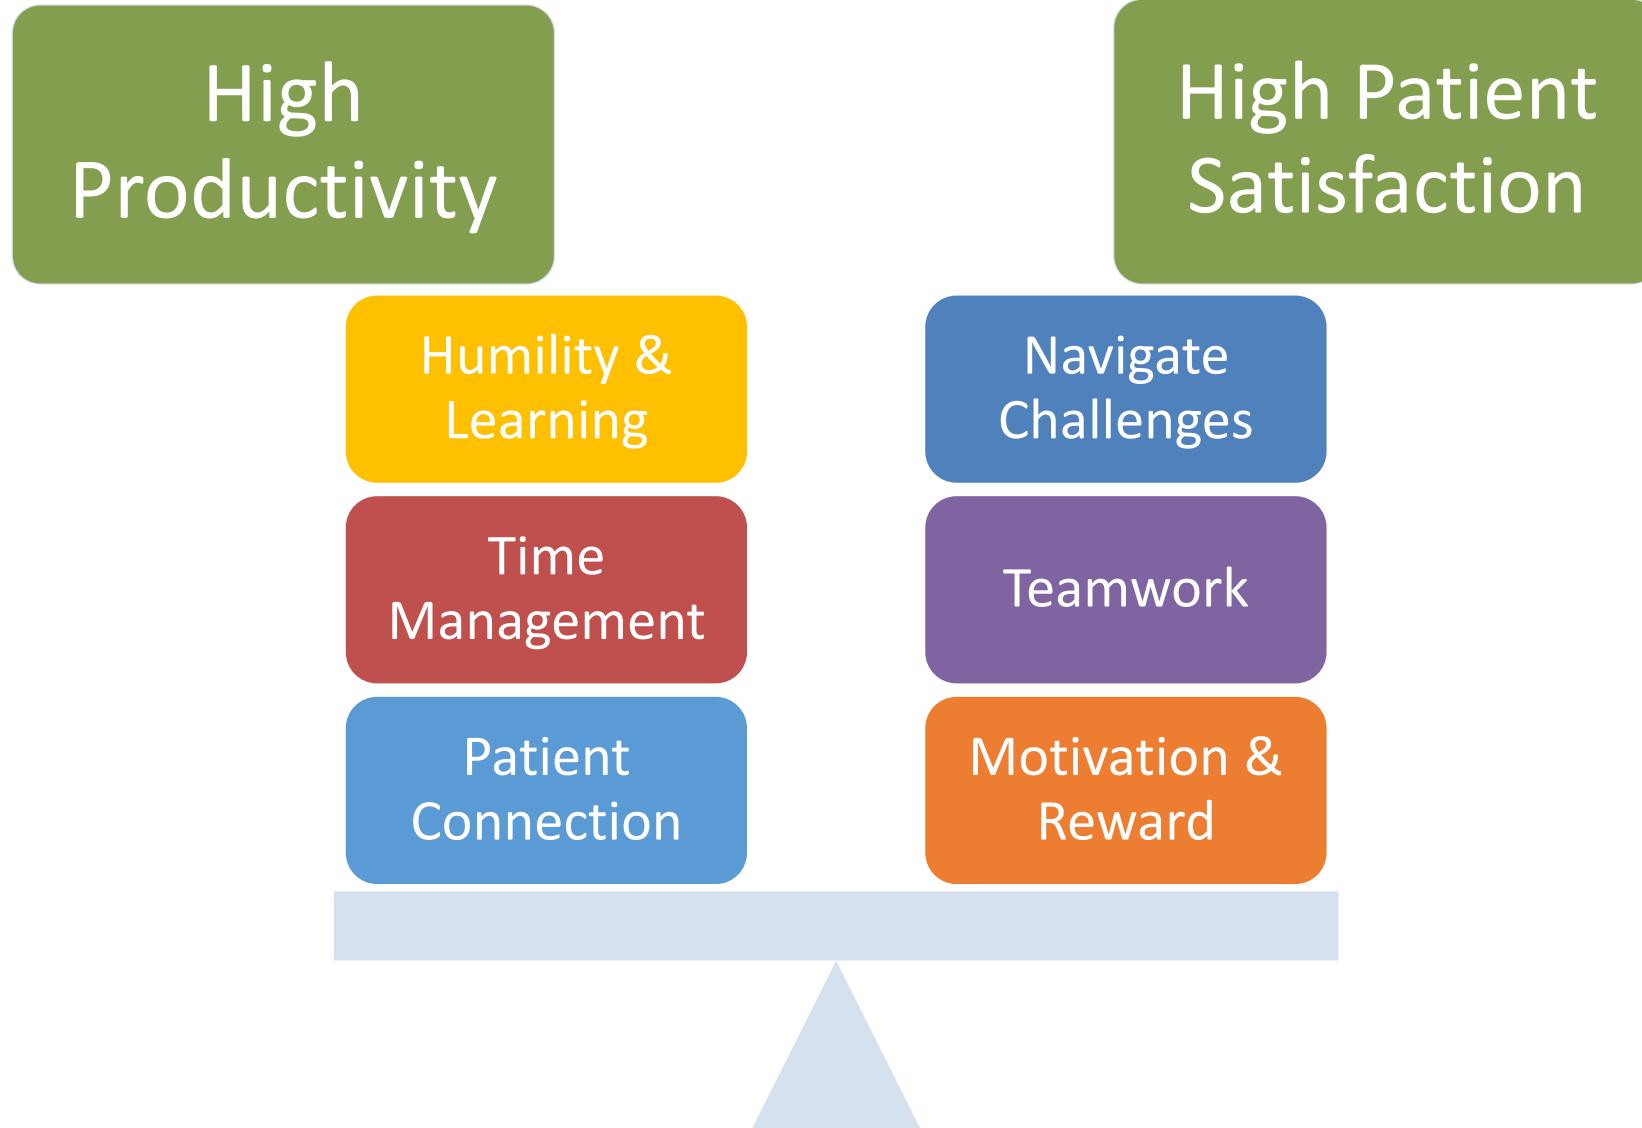 High
Productivity
High Patient
Satisfaction
Humility &
Learning
Navigate
Challenges
Time
Management
Teamwork
Patient
Connection
Motivation &
Reward